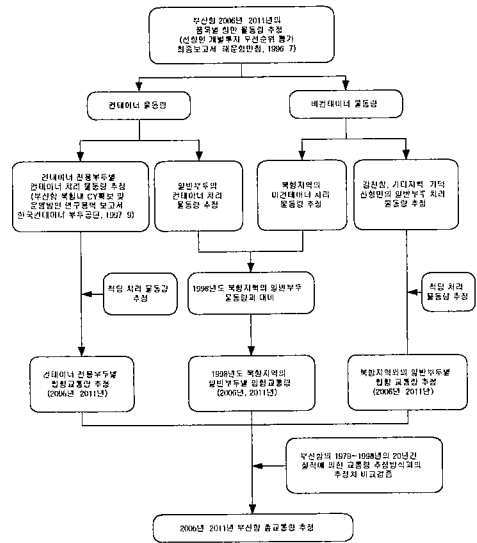 부산항 2006년 2011년의
품목별 항만 물동량 추정
(신항만 개발투자 우선순위 평가
최종보고서 해운항만청, 1996 7)
컨테이너 물동량
비컨테이너 물동량
컨테이너 전용부두별
컨테이너 처리 물동량 추정
(부산항 북항내 CY확보 및
운영방안 연구용역 보고서
한국컨테이너 부두공단, 1997 9)
일반부두의
컨테이너 처리
물동량 추정
북항지역의
비컨테이너 처리
물동량 추정
감천항, 기타지역 가덕
신항만의 일반부두 처리
물동량 추정
척당 처리 물동량
추정
1998년도 북항지역의 일반부두
물동량과 대비
척당 처리
물동량 추정
컨테이너 전용부두별
입항교통량 추정
(2006년 2011년)
1998년도 북항지역의
일반부두별 입항교통량
(2006년, 2011년)
북항지역외의 일반부두별
입항 교통량 추정
(2006년 2011년)
부산항의 1979~1998년의 20년간
실적에 의한 교통량 추정방식과의
추정치 비교검증
2006년 2011년 부산항 총교통량 추정